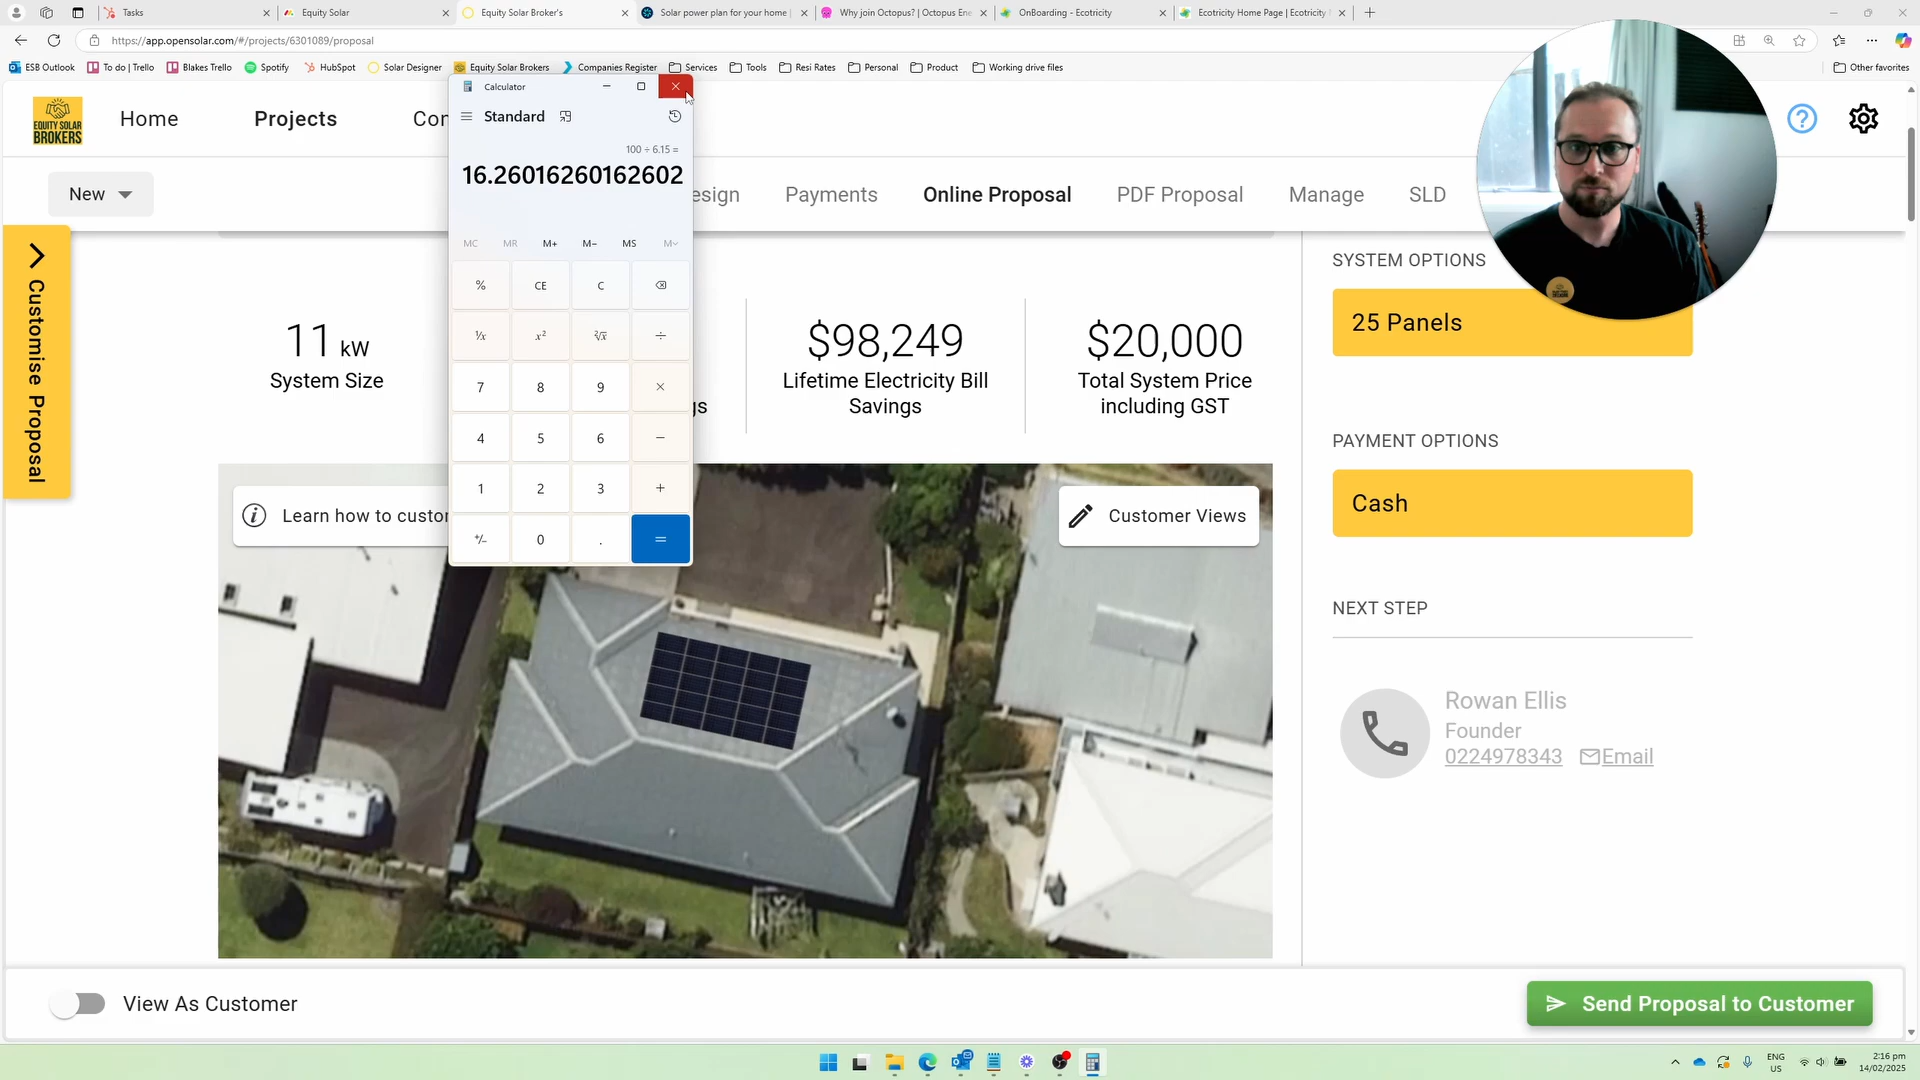 Tasks
Equity Solar
Equity Solar Broker's
Solar power plan for your home |
Why join Octopus? | Octopus Ene
OnBoarding - Ecotricity
Ecotricity Home Page | Ecotricity
https://app.opensolar.com/#/projects/6301089/proposal
ESB Outlook
To do | Trello
Blakes Trello
Spotify
HubSpot
Solar Designer
Equity Solar Brokers
Companies Register
Services
Tools
Resi Rates
Personal
Product
Working drive files
Other favorites
EQUITY SOLAR
BROKERS
Home
Projects
Con
Calculator
Standard
100 ÷ 6.15 =
16.26016260162602
MC
MR
M+
M−
MS
M
%
CE
C
7
8
9
×
4
5
6
−
1
2
3
+
+/−
0
.
=
New
esign
Payments
Online Proposal
PDF Proposal
Manage
SLD
Customise Proposal
11 kW
System Size
gs
$98,249
Lifetime Electricity Bill
Savings
$20,000
Total System Price
including GST
Learn how to custor
Customer Views
SYSTEM OPTIONS
25 Panels
PAYMENT OPTIONS
Cash
NEXT STEP
Rowan Ellis
Founder
0224978343
Email
View As Customer
Send Proposal to Customer
ENG
US
2:16 pm
14/02/2025